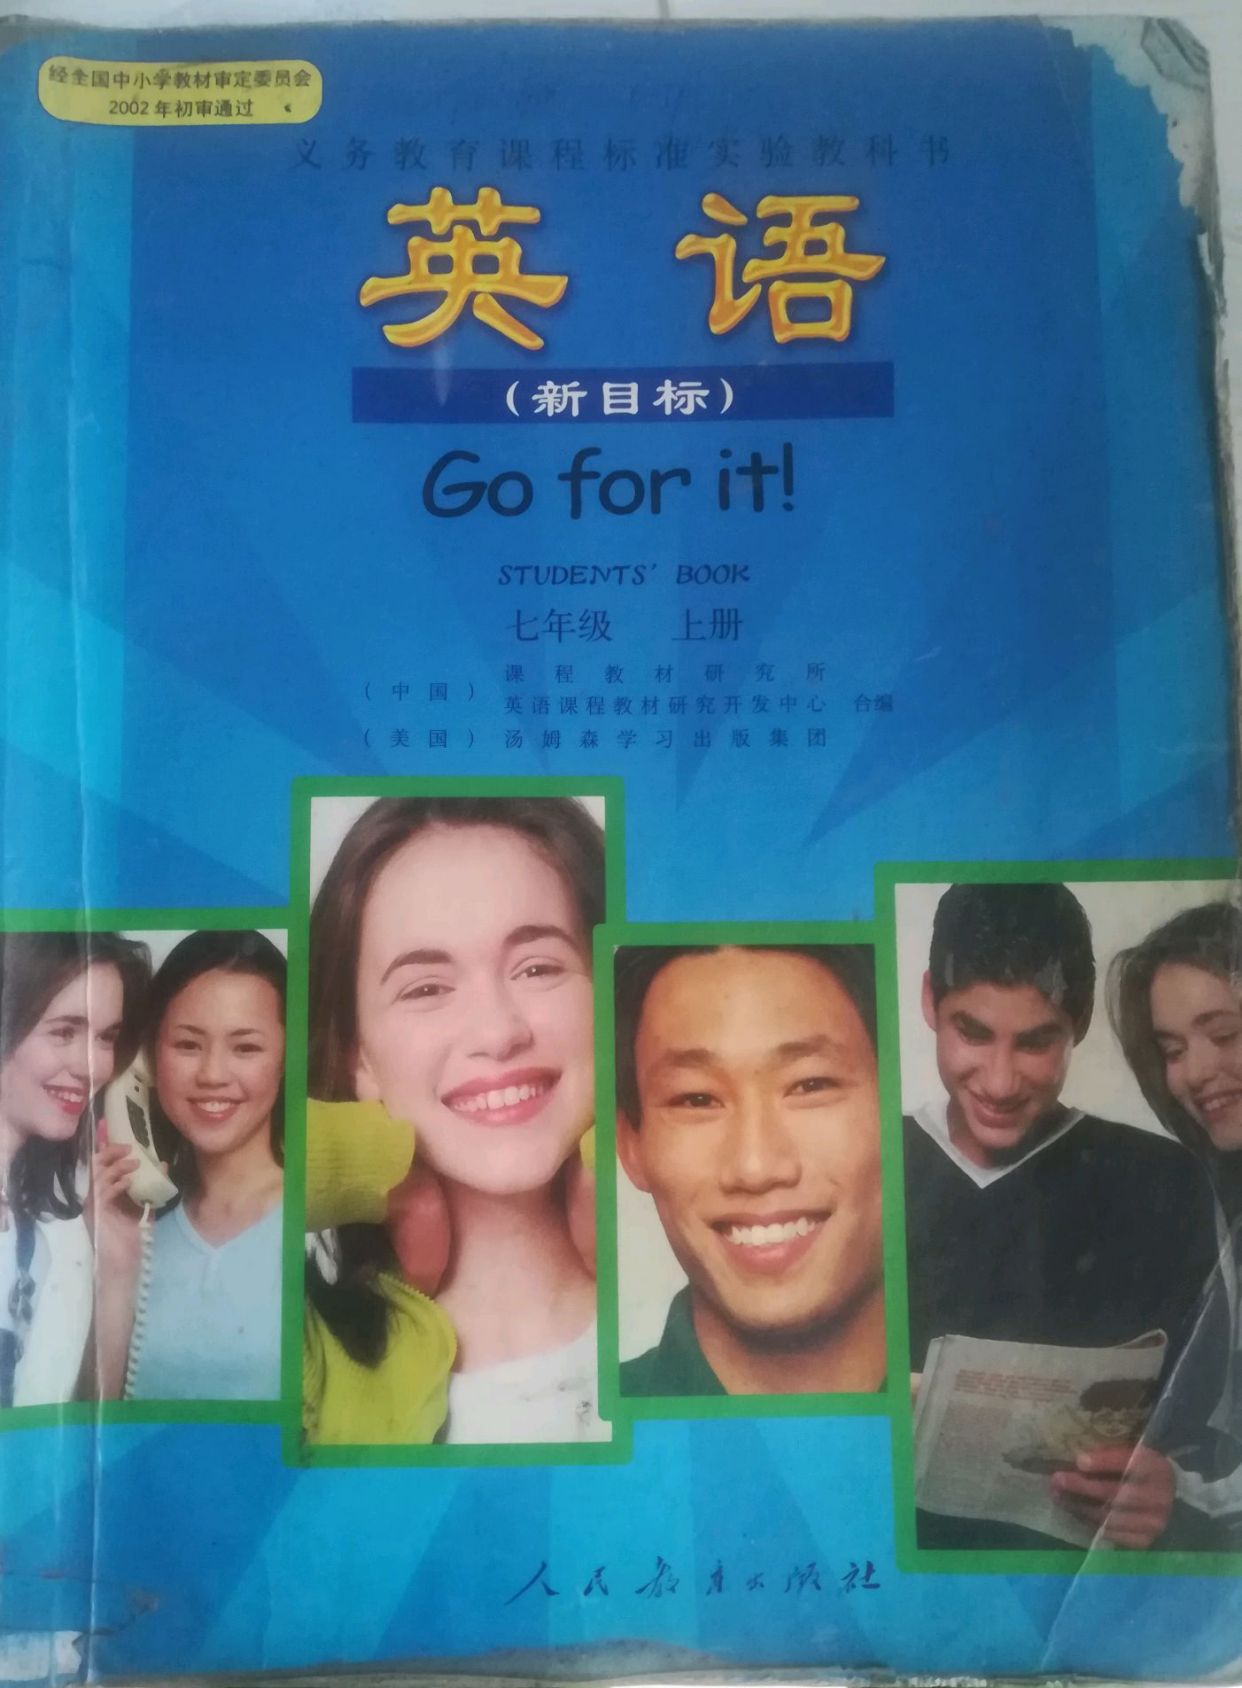 经全国中小学教材审定委员会
2002年初审通过
义务教育课程标准实验教科书
英语
(新目标)
Go for it!
STUDENTS' BOOK
七年级 上册
(中国) 课程教材研究所
英语课程教材研究开发中心 合编
(美国) 汤姆森学习出版集团
人民教育出版社